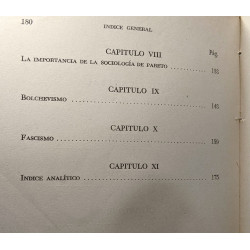 180
INDICE GENERAL
CAPITULO VIII
Pág.
LA IMPORTANCIA DE LA SOCIOLOGÍA DE PARETO
CAPITULO IX
BOLCHEVISMO
CAPITULO X
FASCISMO
CAPITULO XI
INDICE ANALÍTICO